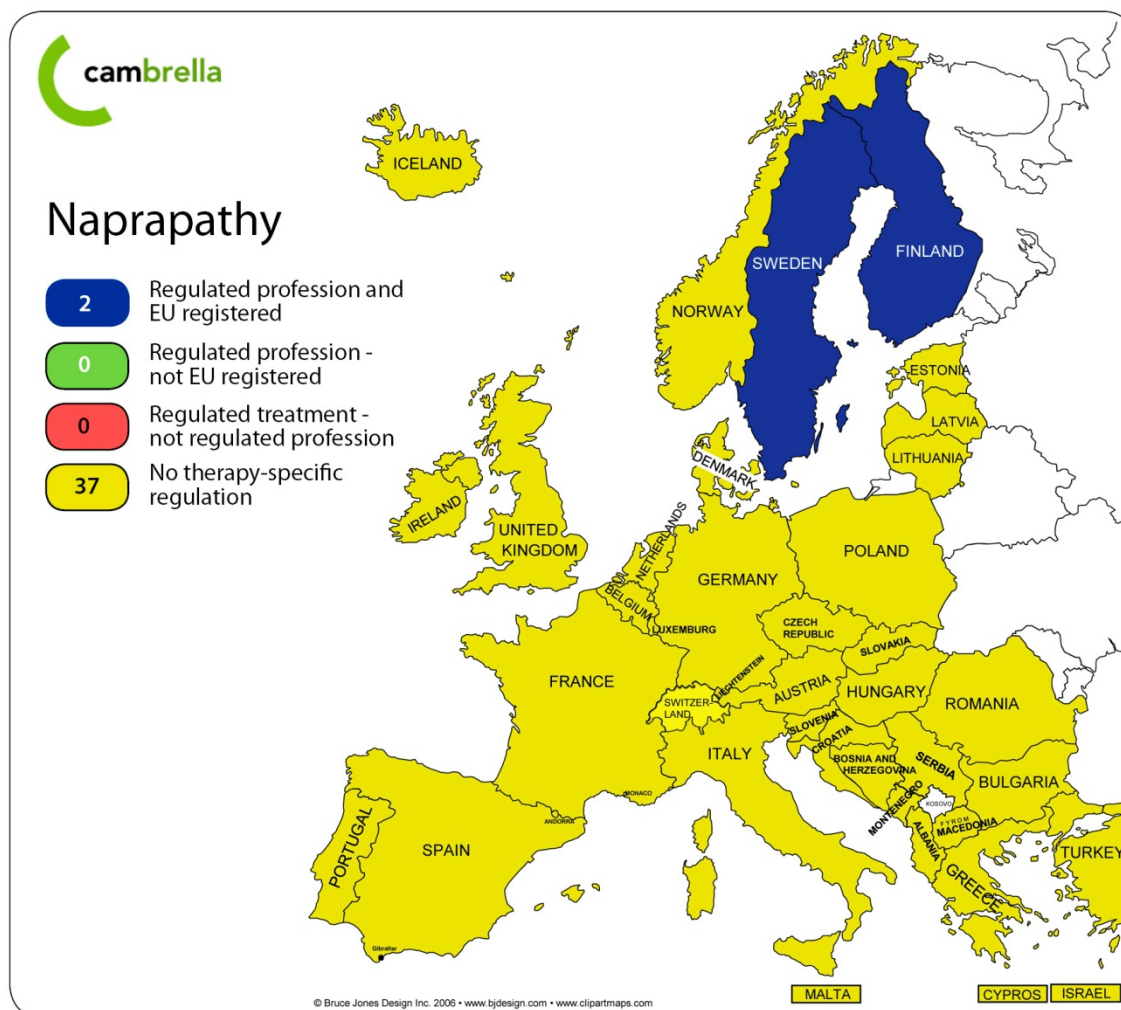 cambrella
Naprapathy
2 Regulated profession and
EU registered
0 Regulated profession -
not EU registered
0 Regulated treatment -
not regulated profession
37 No therapy-specific
regulation
ICELAND
NORWAY
SWEDEN
FINLAND
ESTONIA
LATVIA
LITHUANIA
DENMARK
IRELAND
UNITED
KINGDOM
NETHERLANDS
BELGIUM
LUXEMBURG
GERMANY
POLAND
CZECH
REPUBLIC
SLOVAKIA
LIECHTENSTEIN
AUSTRIA
HUNGARY
ROMANIA
FRANCE
SWITZER-
LAND
ITALY
SLOVENIA
CROATIA
BOSNIA AND
HERZEGOVINA
SERBIA
BULGARIA
MONTENEGRO
KOSOVO
FYROM
MACEDONIA
ALBANIA
GREECE
TURKEY
MONACO
ANDORRA
PORTUGAL
SPAIN
Gibraltar
MALTA
CYPROS
ISRAEL
© Bruce Jones Design Inc. 2006 • www.bjdesign.com • www.clipartmaps.com